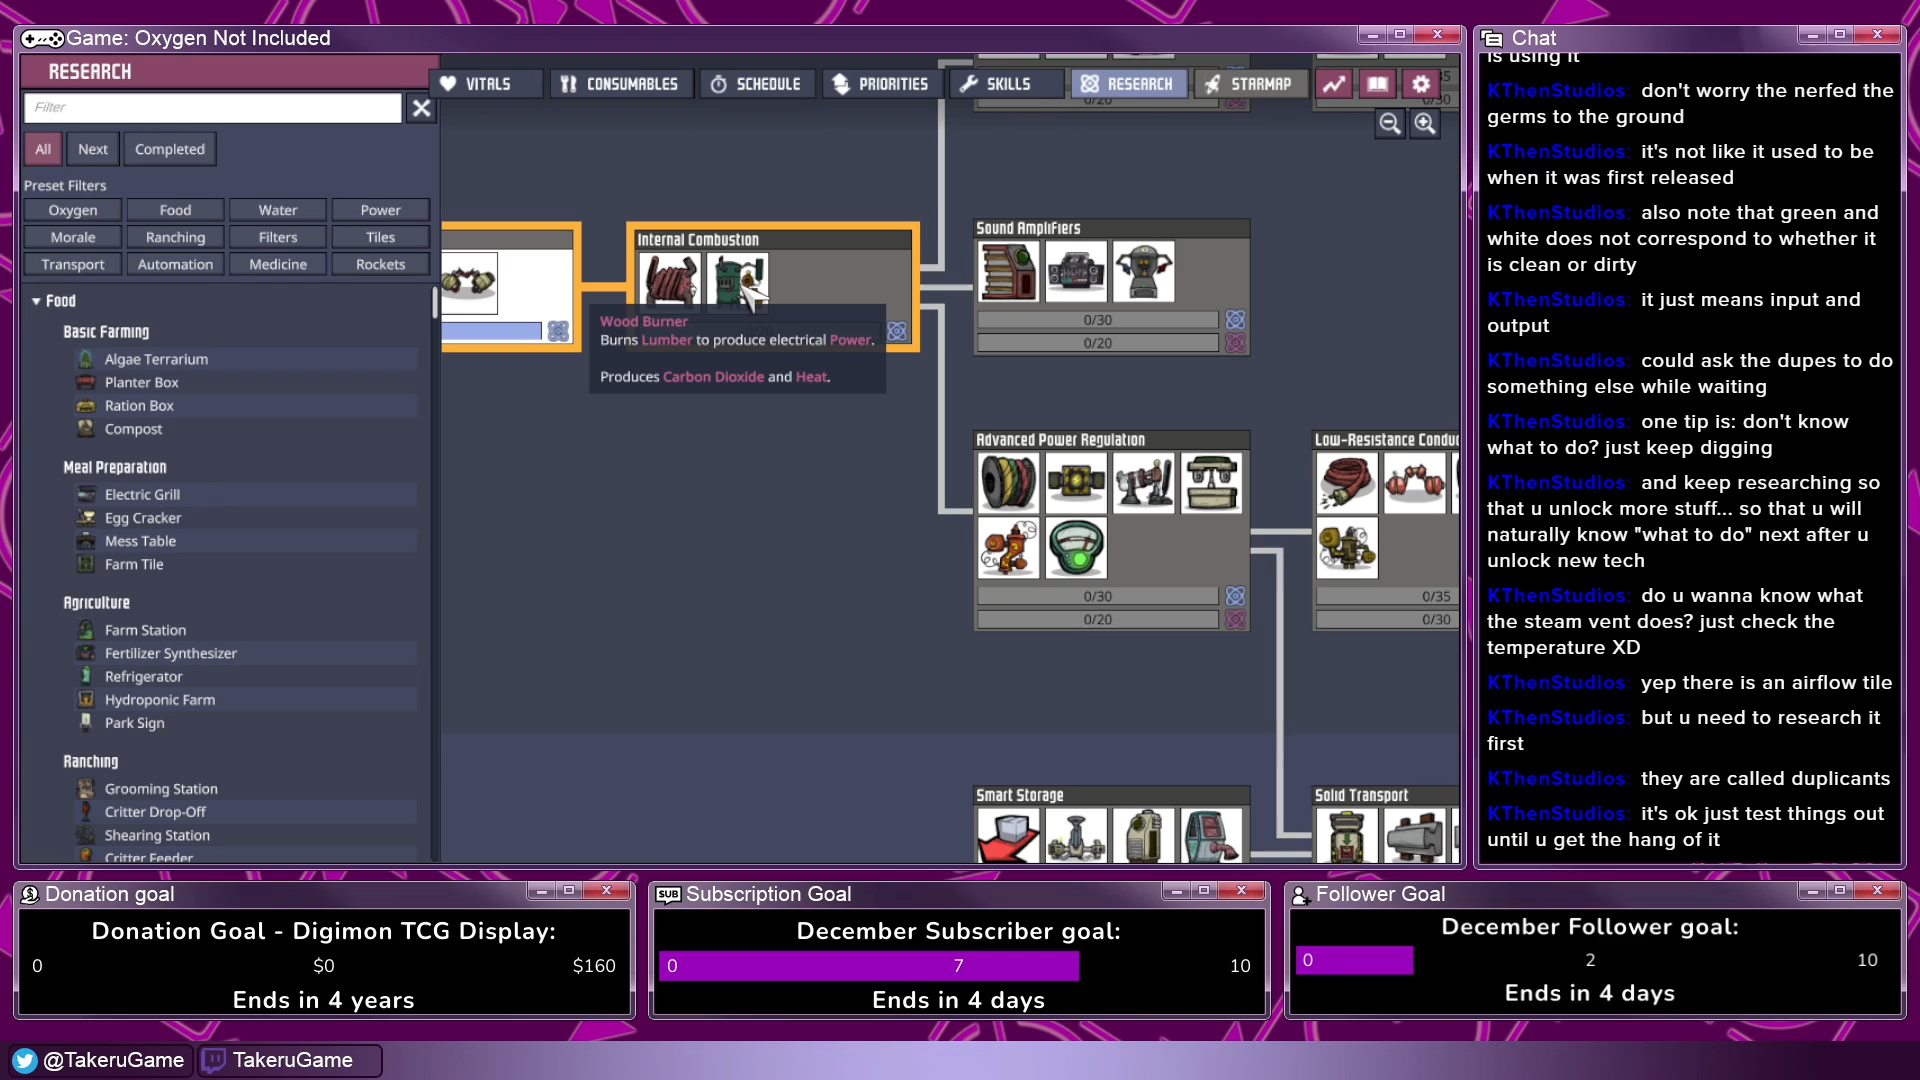 Game: Oxygen Not Included
RESEARCH
Filter
All
Next
Completed
Preset Filters
Oxygen
Food
Water
Power
Morale
Ranching
Filters
Tiles
Transport
Automation
Medicine
Rockets
Food
Basic Farming
Algae Terrarium
Planter Box
Ration Box
Compost
Meal Preparation
Electric Grill
Egg Cracker
Mess Table
Farm Tile
Agriculture
Farm Station
Fertilizer Synthesizer
Refrigerator
Hydroponic Farm
Park Sign
Ranching
Grooming Station
Critter Drop-Off
Shearing Station
Critter Feeder
VITALS
CONSUMABLES
SCHEDULE
PRIORITIES
SKILLS
RESEARCH
STARMAP
0/20
/30
Internal Combustion
Wood Burner
Burns Lumber to produce electrical Power.
Produces Carbon Dioxide and Heat.
Sound Amplifiers
0/30
0/20
Advanced Power Regulation
0/30
0/20
Low-Resistance Condu
0/35
0/30
Smart Storage
Solid Transport
Chat
is using it
KThenStudios: don't worry the nerfed the
germs to the ground
KThenStudios: it's not like it used to be
when it was first released
KThenStudios: also note that green and
white does not correspond to whether it
is clean or dirty
KThenStudios: it just means input and
output
KThenStudios: could ask the dupes to do
something else while waiting
KThenStudios: one tip is: don't know
what to do? just keep digging
KThenStudios: and keep researching so
that u unlock more stuff... so that u will
naturally know "what to do" next after u
unlock new tech
KThenStudios: do u wanna know what
the steam vent does? just check the
temperature XD
KThenStudios: yep there is an airflow tile
KThenStudios: but u need to research it
first
KThenStudios: they are called duplicants
KThenStudios: it's ok just test things out
until u get the hang of it
Donation goal
Donation Goal - Digimon TCG Display:
0 $0 $160
Ends in 4 years
SUB Subscription Goal
December Subscriber goal:
0 7 10
Ends in 4 days
Follower Goal
December Follower goal:
0 2 10
Ends in 4 days
@TakeruGame
TakeruGame